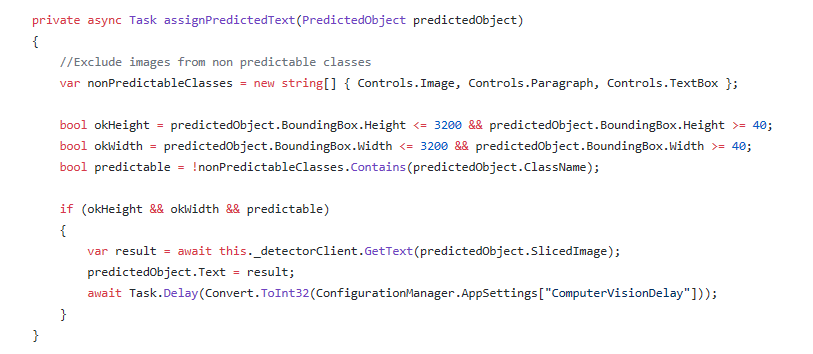 private async Task assignPredictedText(PredictedObject predictedObject)
{
//Exclude images from non predictable classes
var nonPredictableClasses = new string[] { Controls.Image, Controls.Paragraph, Controls.TextBox };
bool okHeight = predictedObject.BoundingBox.Height <= 3200 && predictedObject.BoundingBox.Height >= 40;
bool okWidth = predictedObject.BoundingBox.Width <= 3200 && predictedObject.BoundingBox.Width >= 40;
bool predictable = !nonPredictableClasses.Contains(predictedObject.ClassName);
if (okHeight && okWidth && predictable)
{
var result = await this._detectorClient.GetText(predictedObject.SlicedImage);
predictedObject.Text = result;
await Task.Delay(Convert.ToInt32(ConfigurationManager.AppSettings["ComputerVisionDelay"]));
}
}